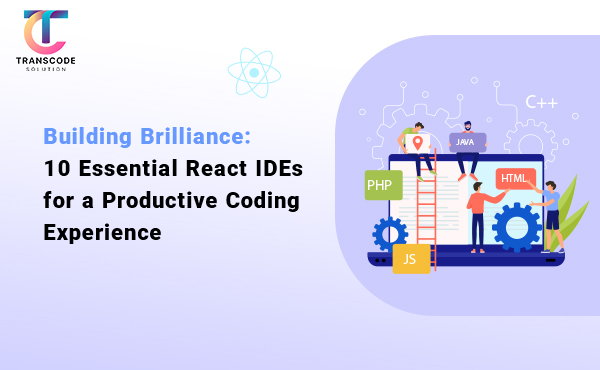 TRANSCODE
SOLUTION
Building Brilliance:
10 Essential React IDEs
for a Productive Coding
Experience
C++
JAVA
PHP
HTML
JS